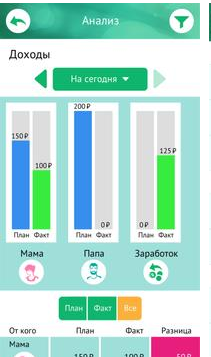 Анализ
Доходы
На сегодня
150₽ 100₽ 200₽ 0₽ 0₽ 125₽
План Факт План Факт План Факт
Мама Папа Заработок
План Факт Все
От кого План Факт Разница
Мама 150 ₽ 100 ₽ 50 ₽